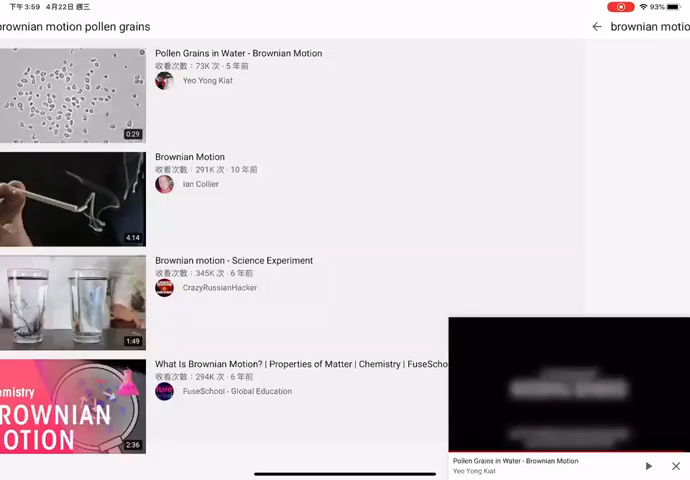 下午3:59 4月22日 週三
93%
brownian motion pollen grains
brownian motio
Pollen Grains in Water - Brownian Motion
收看次數：73K 次 · 5 年前
Yeo Yong Kiat
0:29
Brownian Motion
收看次數：291K 次 · 10 年前
Ian Collier
4:14
Brownian motion - Science Experiment
收看次數：345K 次 · 6 年前
CrazyRussianHacker
1:49
What Is Brownian Motion? | Properties of Matter | Chemistry | FuseScho
收看次數：294K 次 · 6 年前
FuseSchool - Global Education
emistry
ROWNIAN
OTION
2:36
Pollen Grains in Water - Brownian Motion
Yeo Yong Kiat